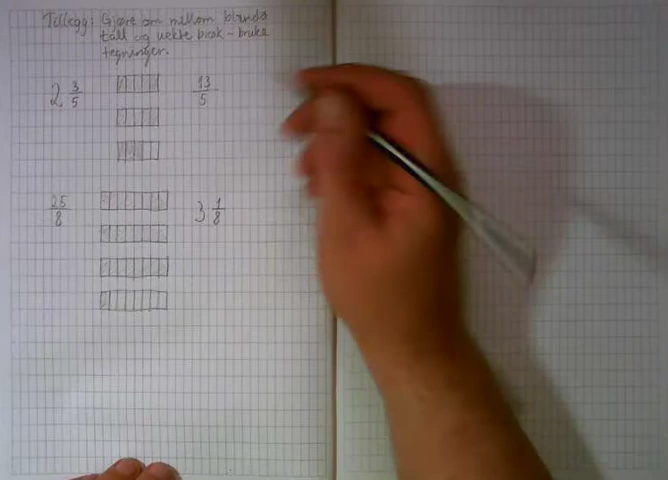 Tillegg: Gjøre om mellom blanda
tall og uekte brøk - bruke
tegninger.
2 3/5 13/5
25/8 3 1/8